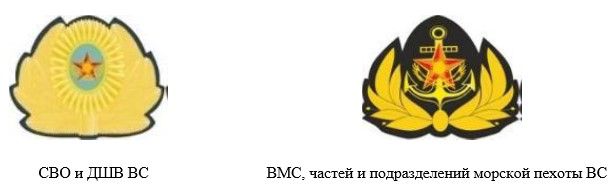 СВО и ДШВ ВС
ВМС, частей и подразделений морской пехоты ВС